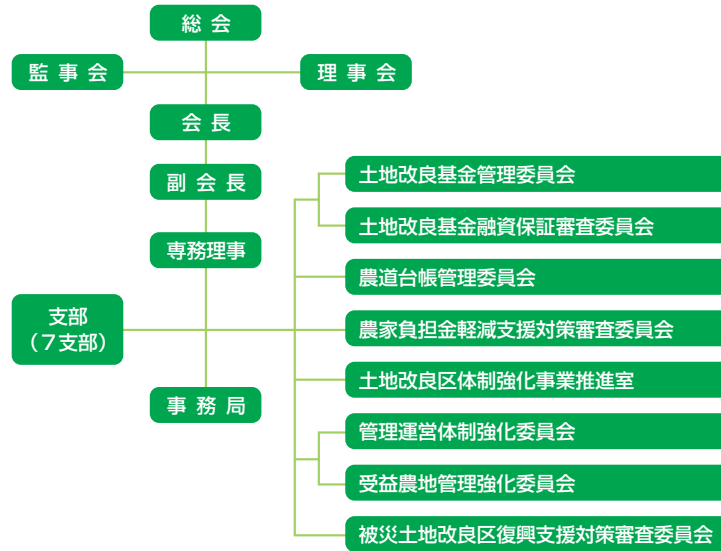 総会
監事会
理事会
会長
副会長
専務理事
支部
（７支部）
事務局
土地改良基金管理委員会
土地改良基金融資保証審査委員会
農道台帳管理委員会
農家負担金軽減支援対策審査委員会
土地改良区体制強化事業推進室
管理運営体制強化委員会
受益農地管理強化委員会
被災土地改良区復興支援対策審査委員会